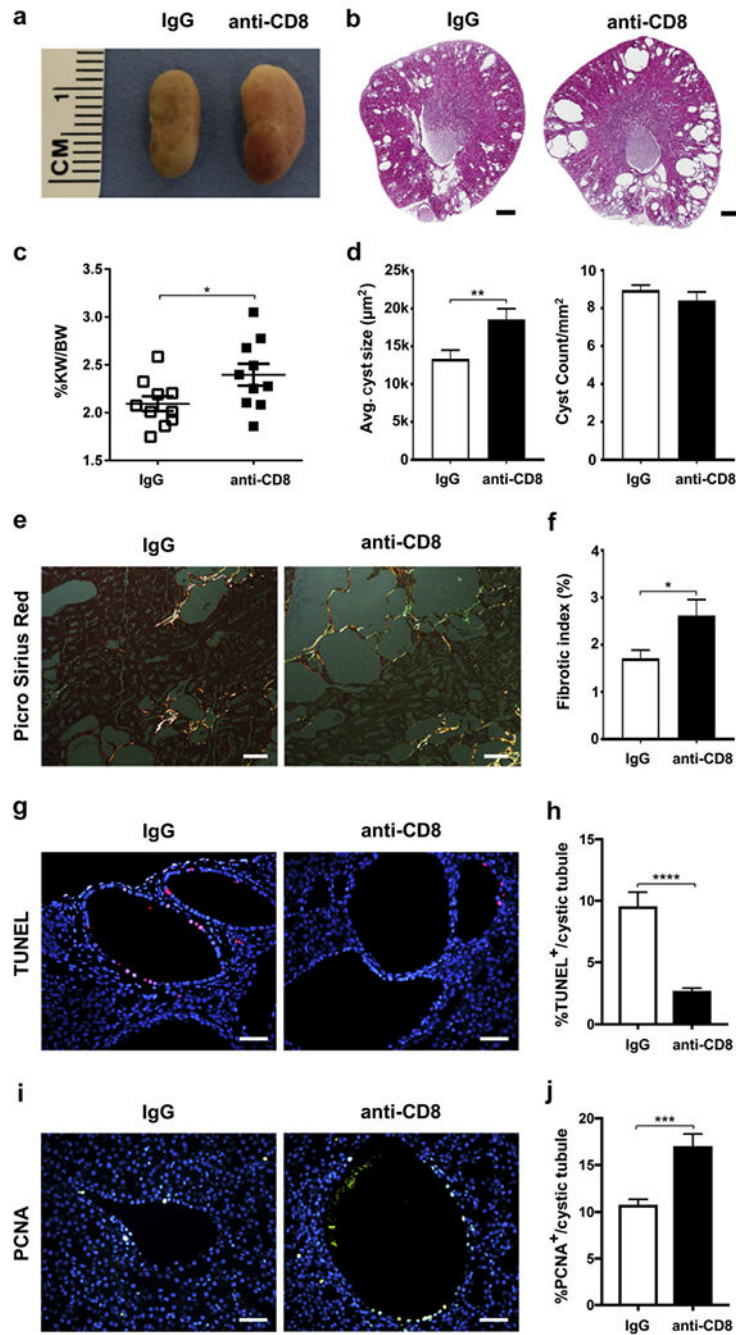 a
IgG anti-CD8
1
CM
b
IgG anti-CD8
c
%KW/BW
3.5
3.0
2.5
2.0
1.5
*
IgG anti-CD8
d
Avg. cyst size (µm²)
25k
20k
15k
10k
5k
0
**
IgG anti-CD8
Cyst Count/mm²
10
8
6
4
2
0
IgG anti-CD8
e
IgG anti-CD8
Picro Sirius Red
f
Fibrotic index (%)
4
3
2
1
0
*
IgG anti-CD8
g
IgG anti-CD8
TUNEL
h
%TUNEL⁺/cystic tubule
15
10
5
0
****
IgG anti-CD8
i
IgG anti-CD8
PCNA
j
%PCNA⁺/cystic tubule
20
15
10
5
0
***
IgG anti-CD8